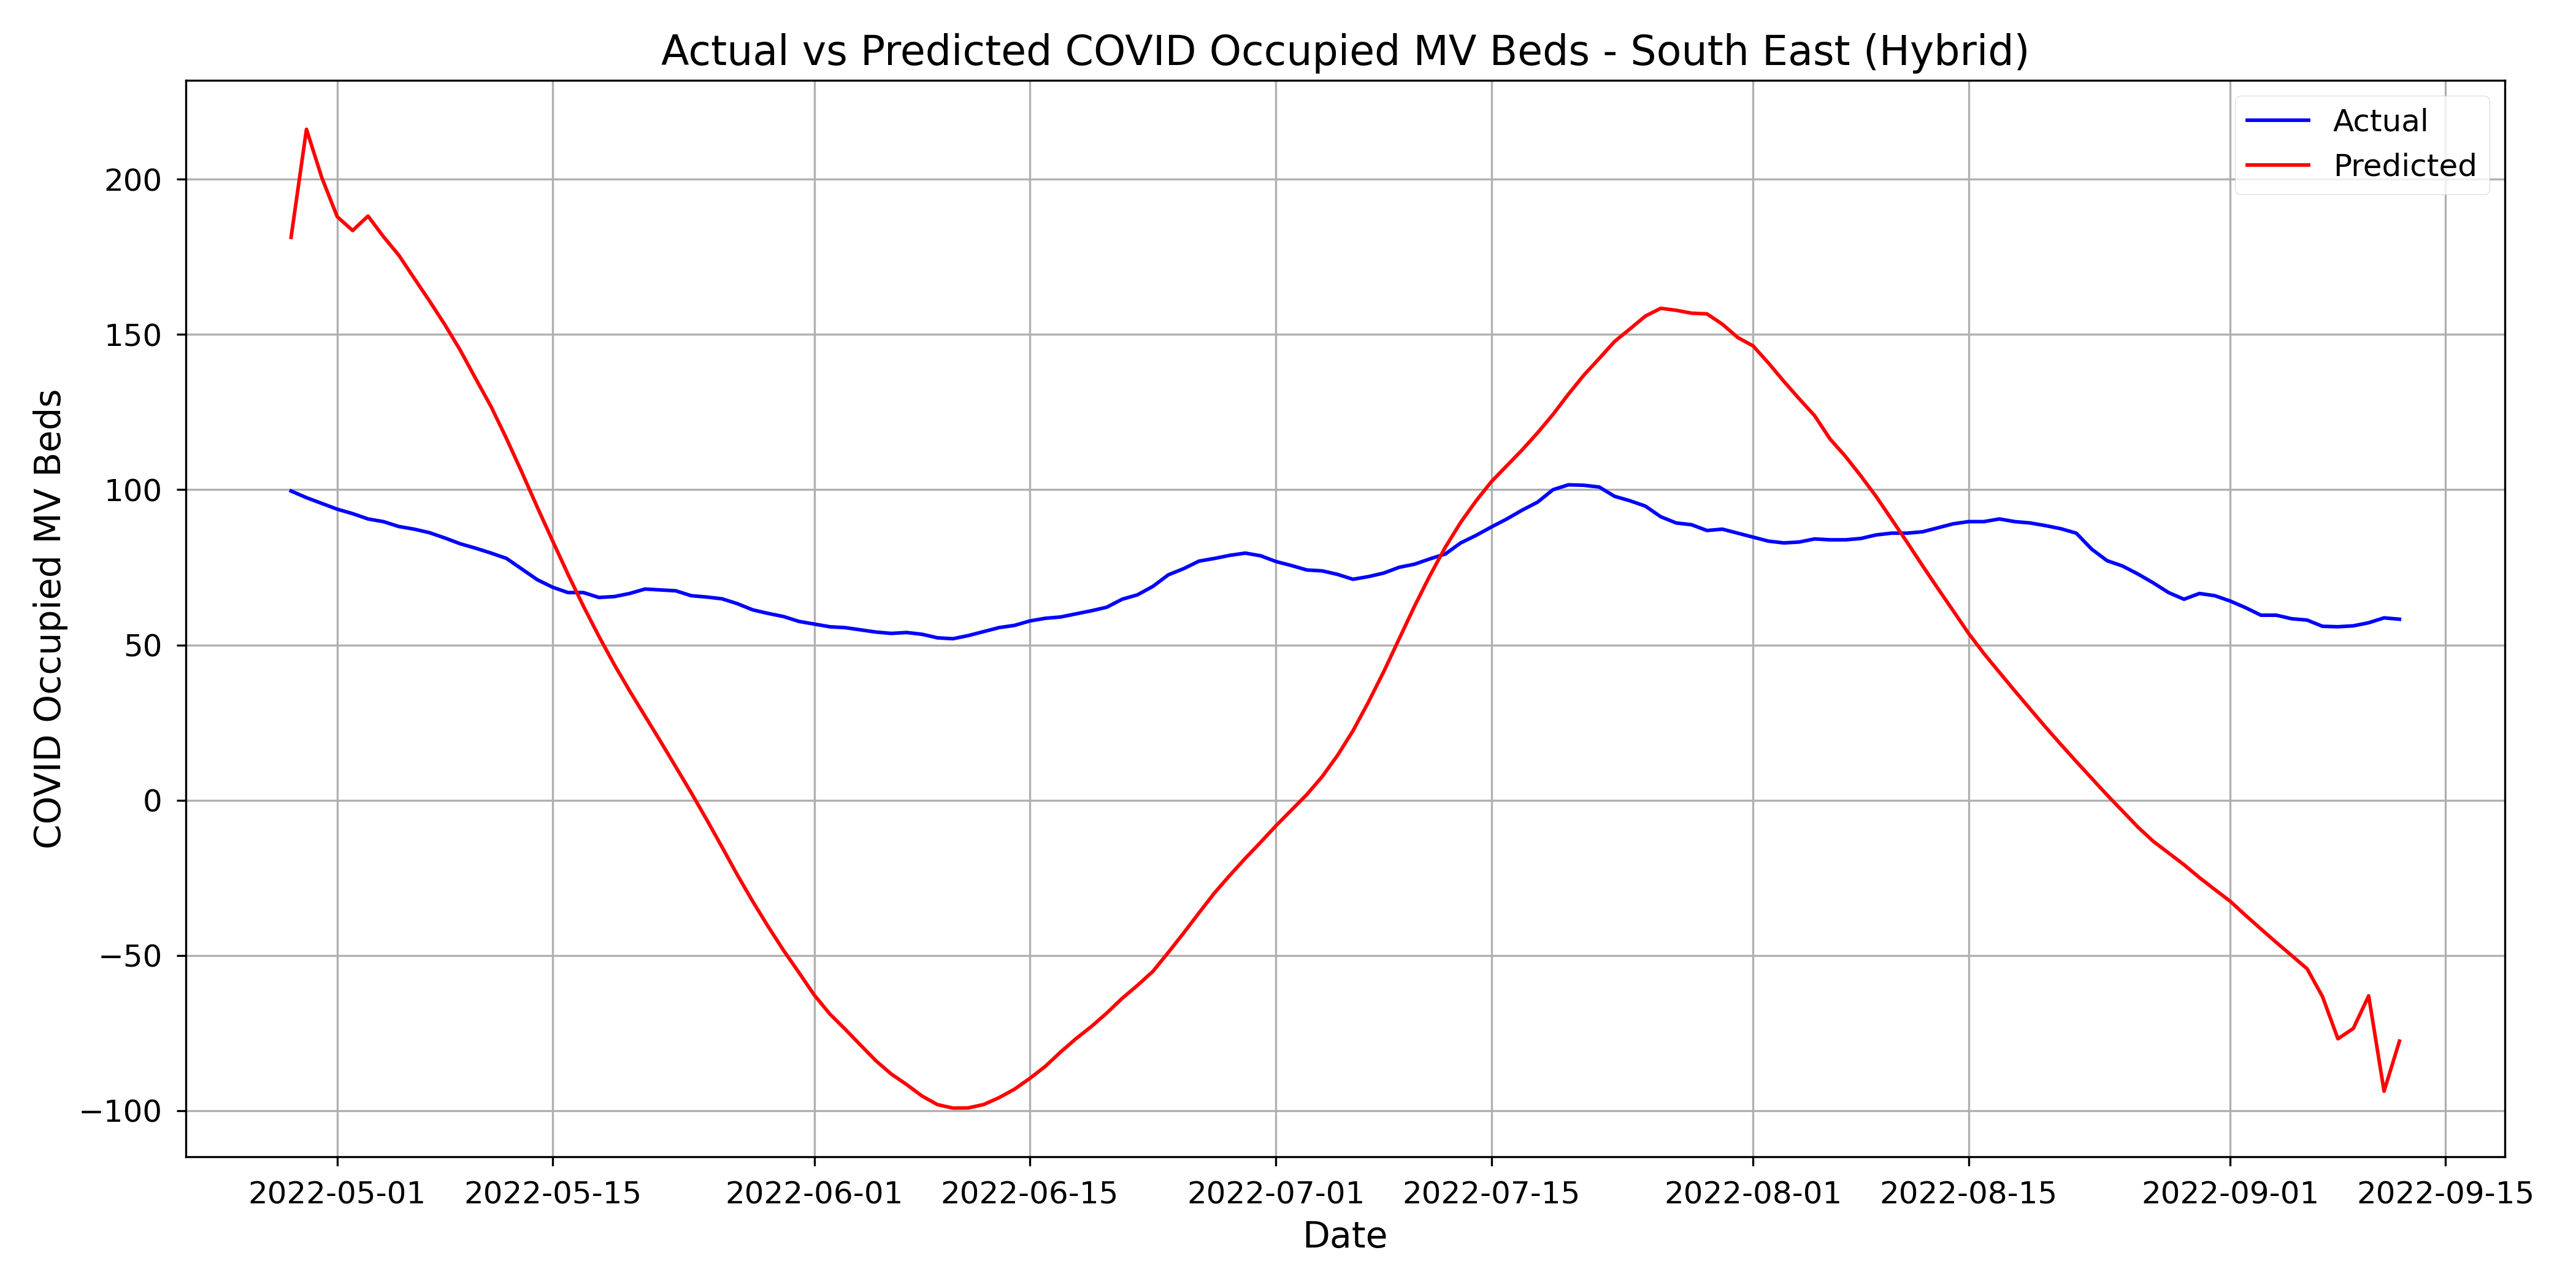 Actual vs Predicted COVID Occupied MV Beds - South East (Hybrid)
Actual
Predicted
COVID Occupied MV Beds
200
150
100
50
0
−50
−100
2022-05-01 2022-05-15 2022-06-01 2022-06-15 2022-07-01 2022-07-15 2022-08-01 2022-08-15 2022-09-01 2022-09-15
Date